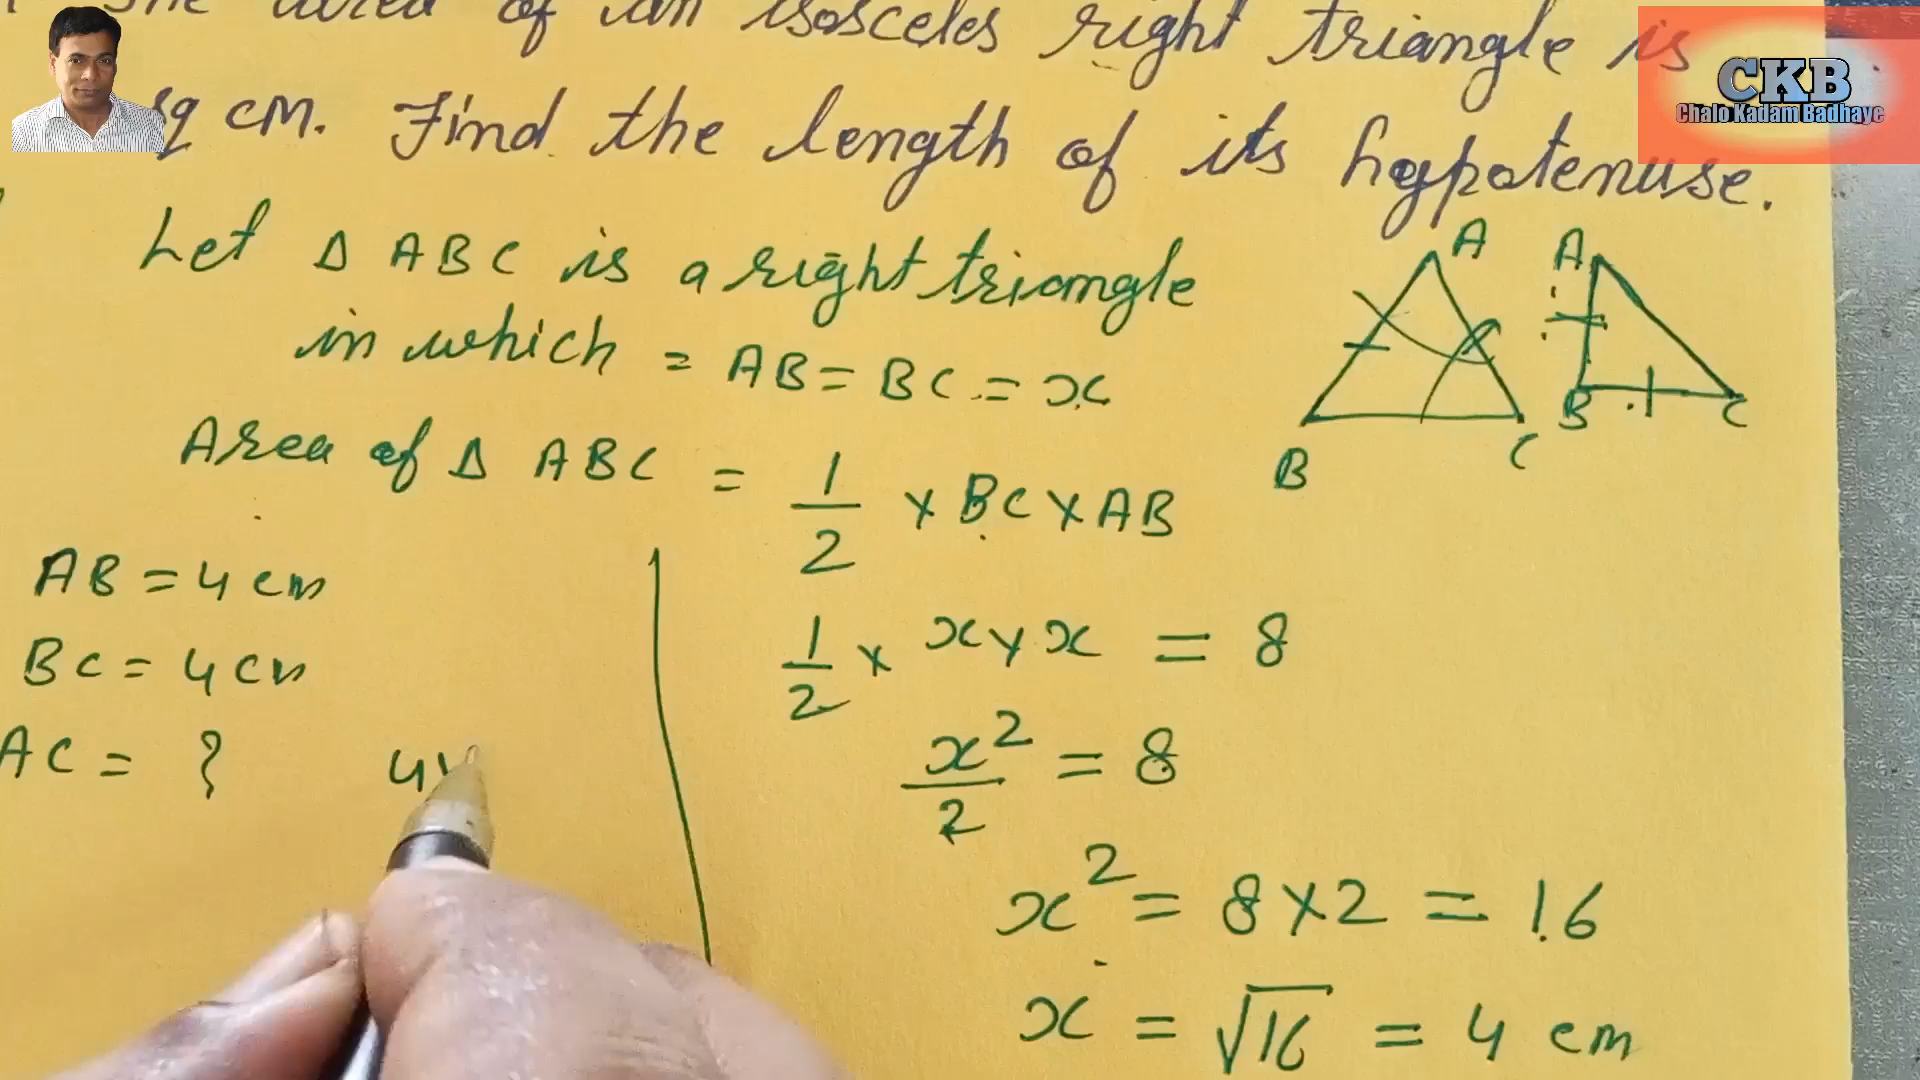 The area of an isosceles right triangle is
sq cm. Find the length of its hypotenuse.
CKB
Chalo Kadam Badhaye
Let Δ ABC is a right triangle
in which = AB = BC = x
Area of Δ ABC = 1/2 × BC × AB
A
B
C
A
B
C
AB = 4 cm
BC = 4 cm
AC = ?
4
1/2 × x × x = 8
x²/2 = 8
x² = 8 × 2 = 16
x = √16 = 4 cm